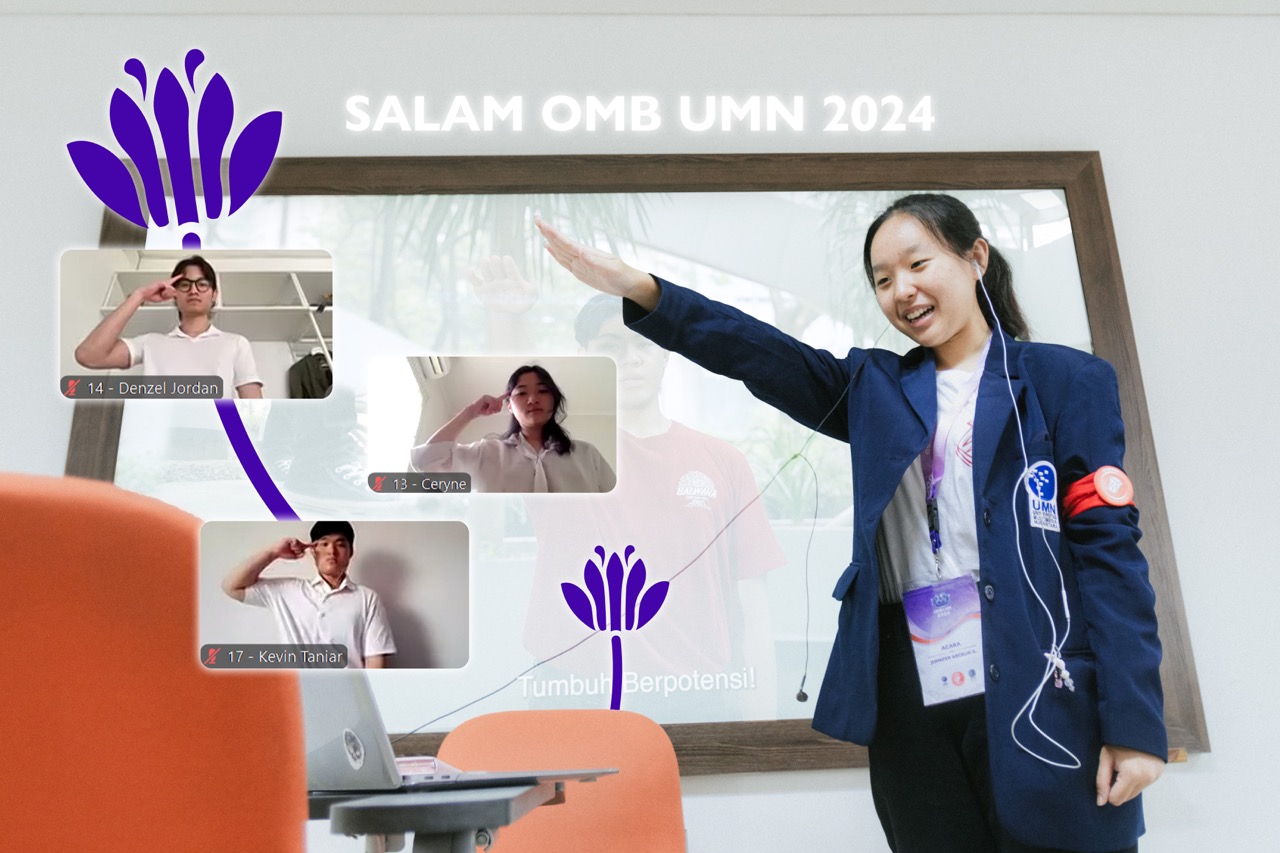 SALAM OMB UMN 2024
14 - Denzel Jordan
13 - Ceryne
17 - Kevin Taniar
Tumbuh Berpotensi!
UMN
ACARA